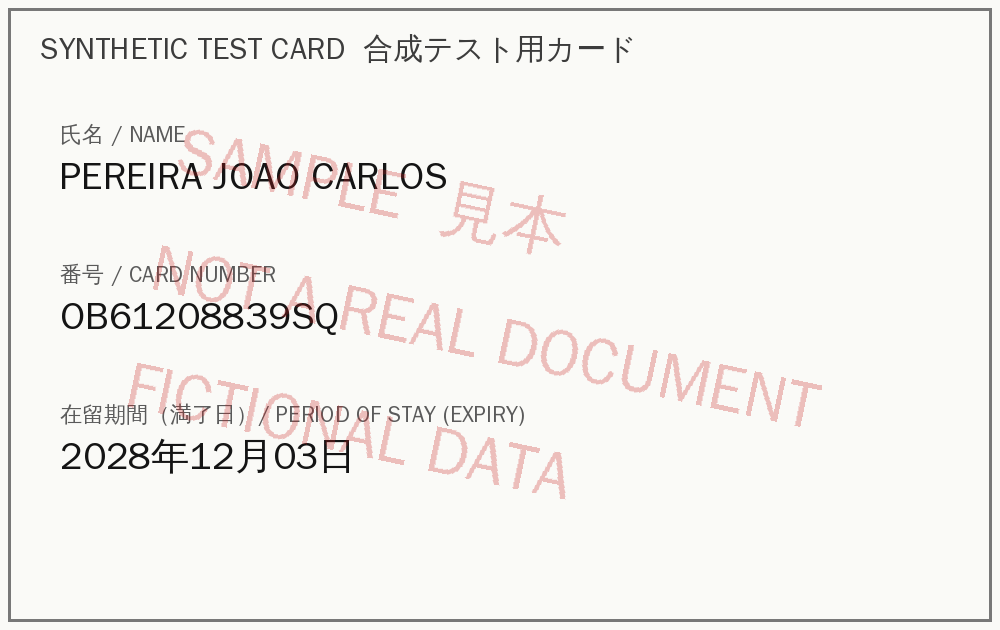 SYNTHETIC TEST CARD 合成テスト用カード
氏名 / NAME
PEREIRA JOAO CARLOS
SAMPLE 見本
番号 / CARD NUMBER
OB61208839SQ
NOT A REAL DOCUMENT
在留期間（満了日）/ PERIOD OF STAY (EXPIRY)
2028年12月03日
FICTIONAL DATA